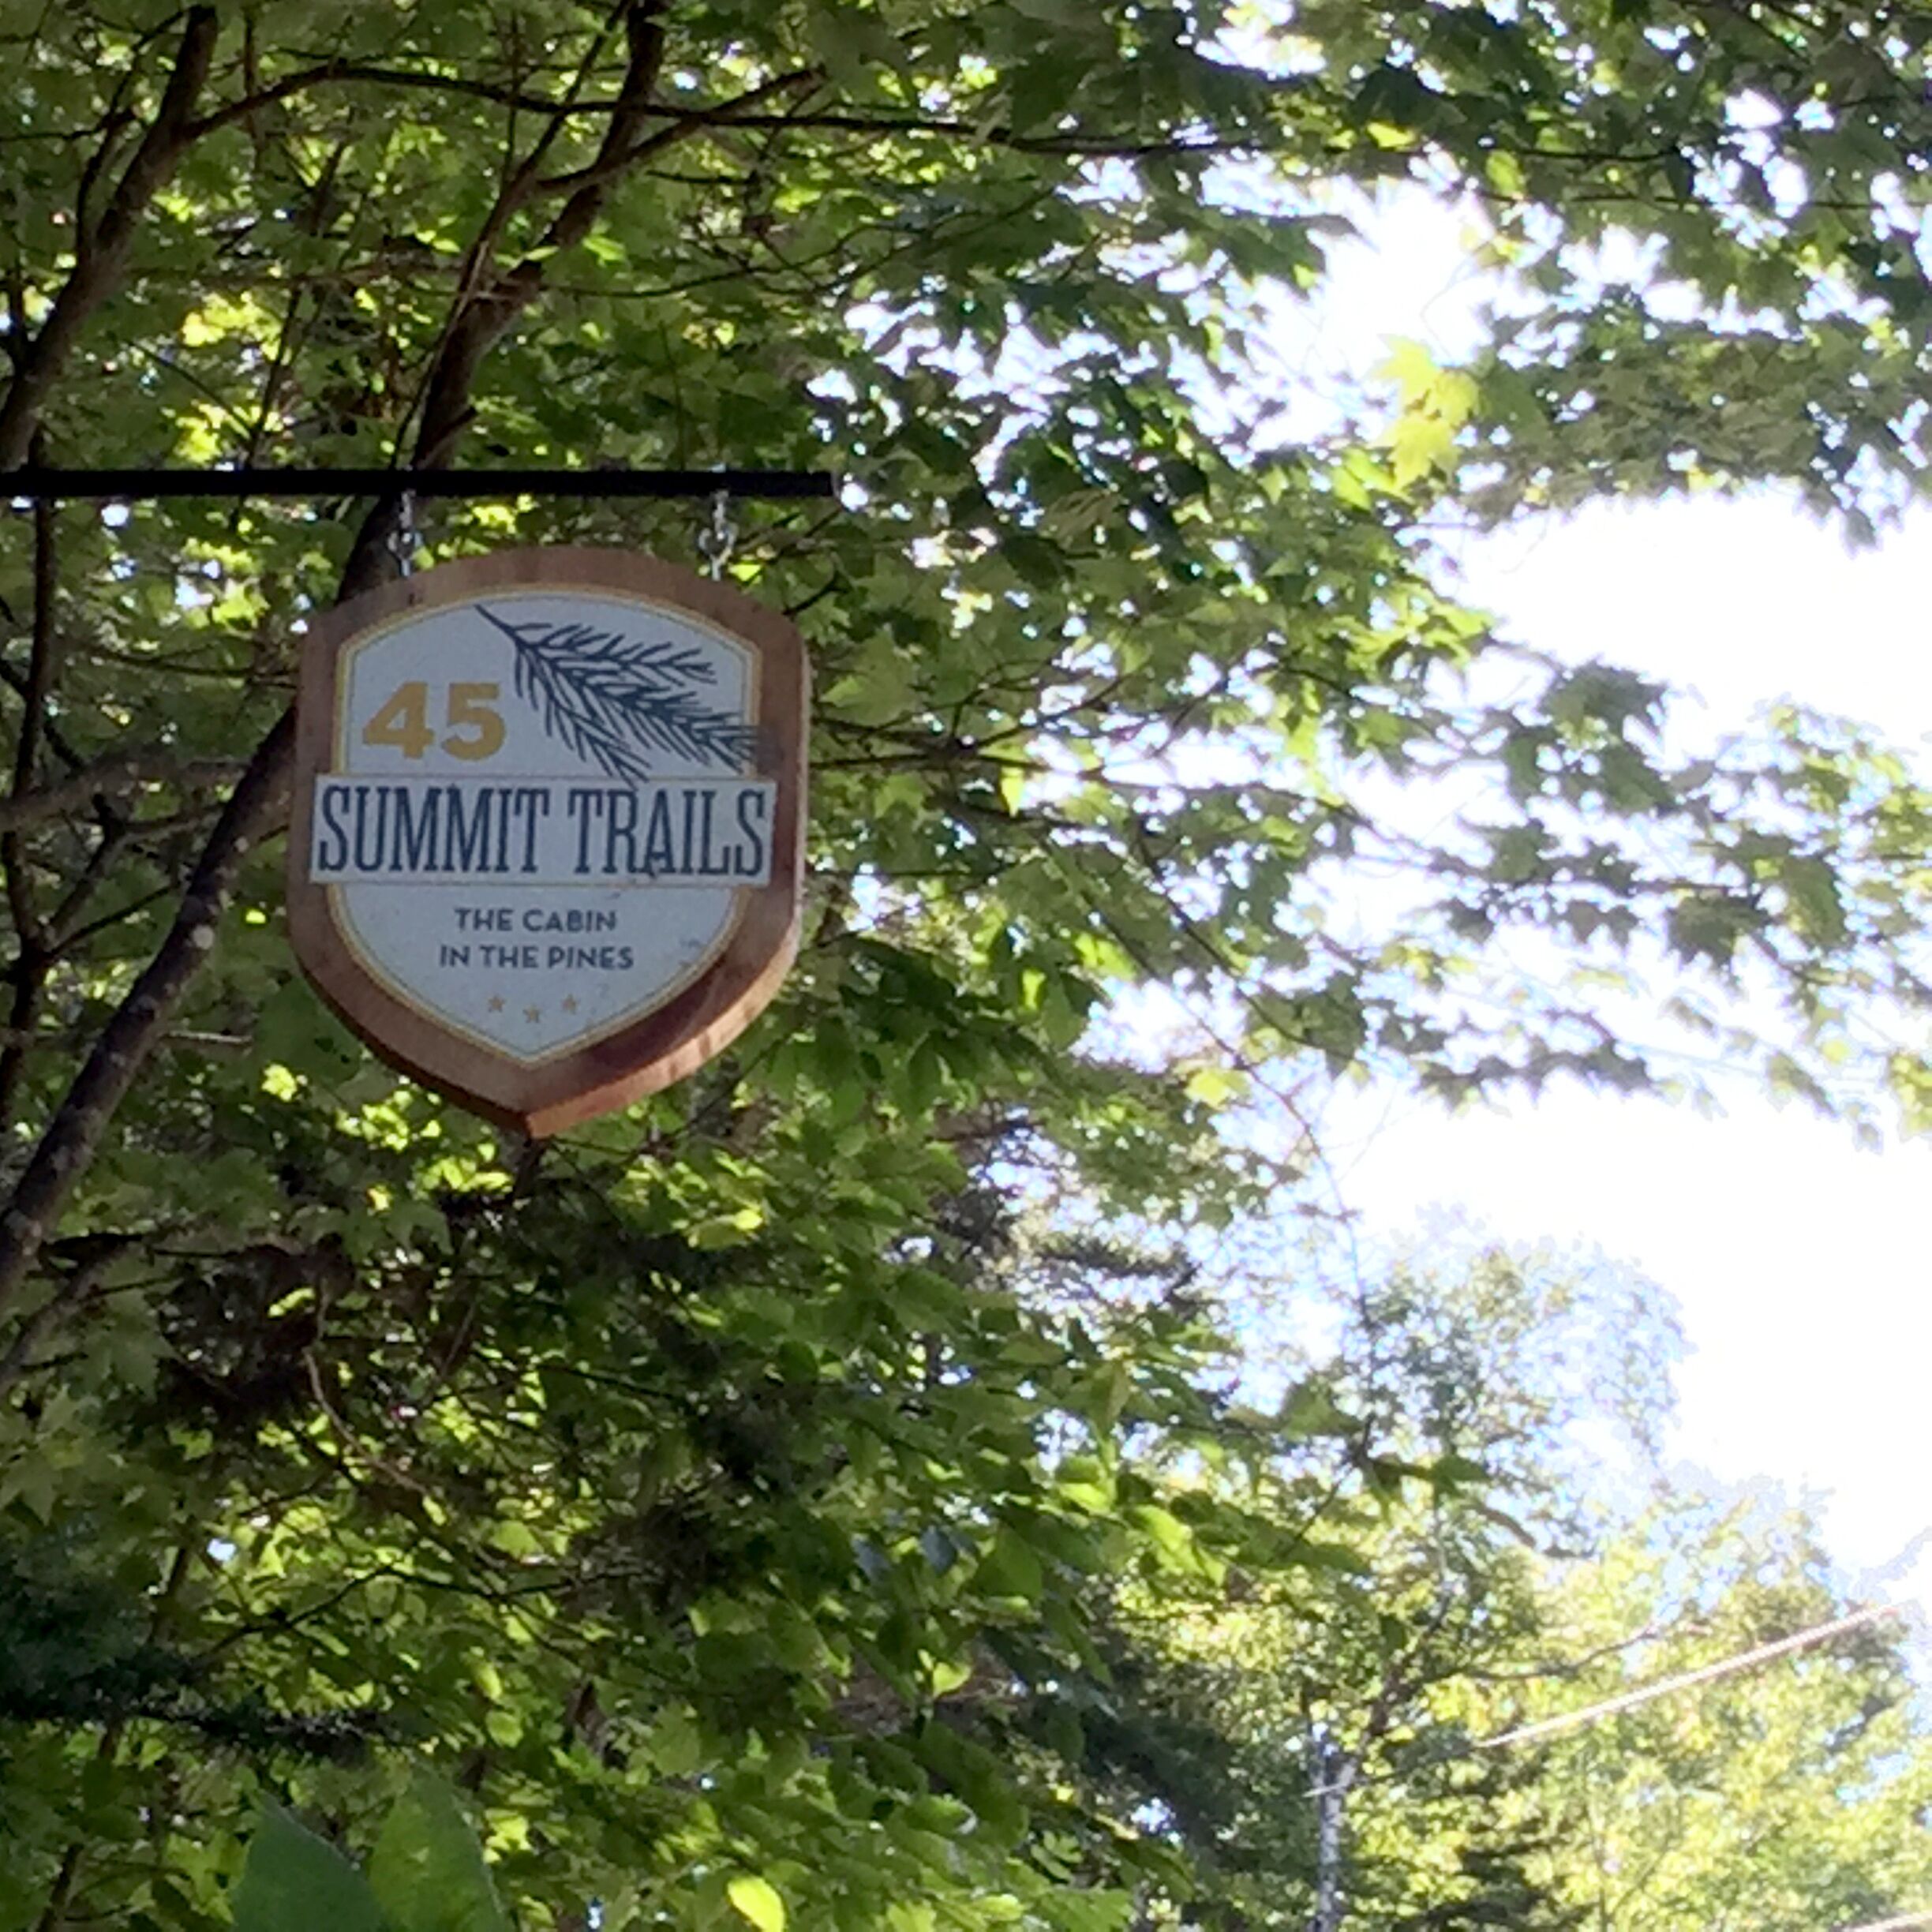 45
SUMMIT TRAILS
THE CABIN
IN THE PINES